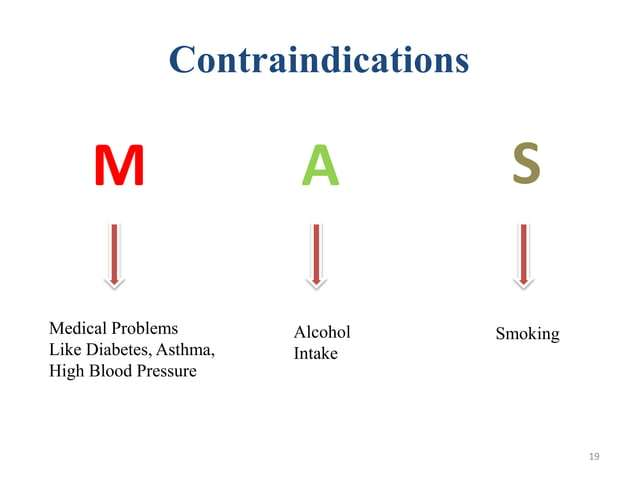 Contraindications
M A S
Medical Problems
Like Diabetes, Asthma,
High Blood Pressure
Alcohol
Intake
Smoking
19